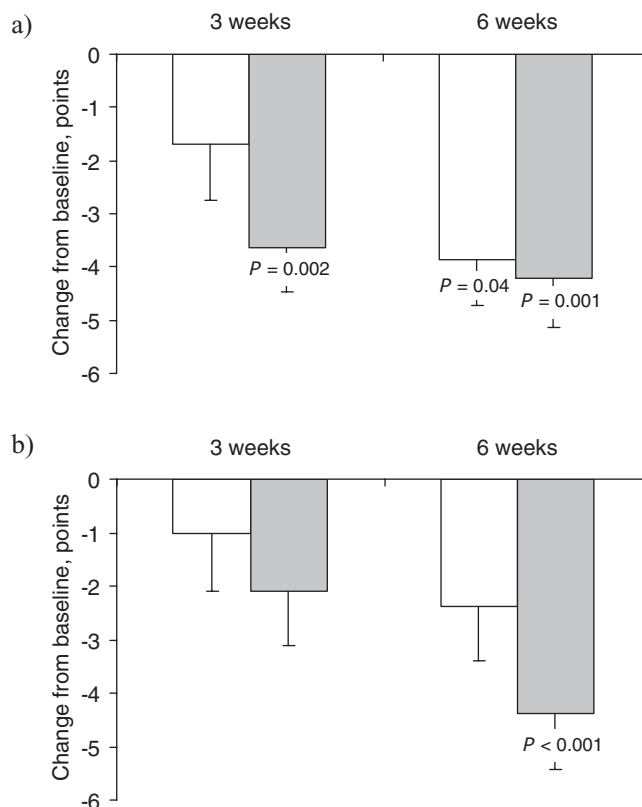 a)
3 weeks 6 weeks
Change from baseline, points
0
-1
-2
-3
-4
-5
-6
P = 0.002
P = 0.04
P = 0.001
b)
3 weeks 6 weeks
Change from baseline, points
0
-1
-2
-3
-4
-5
-6
P < 0.001